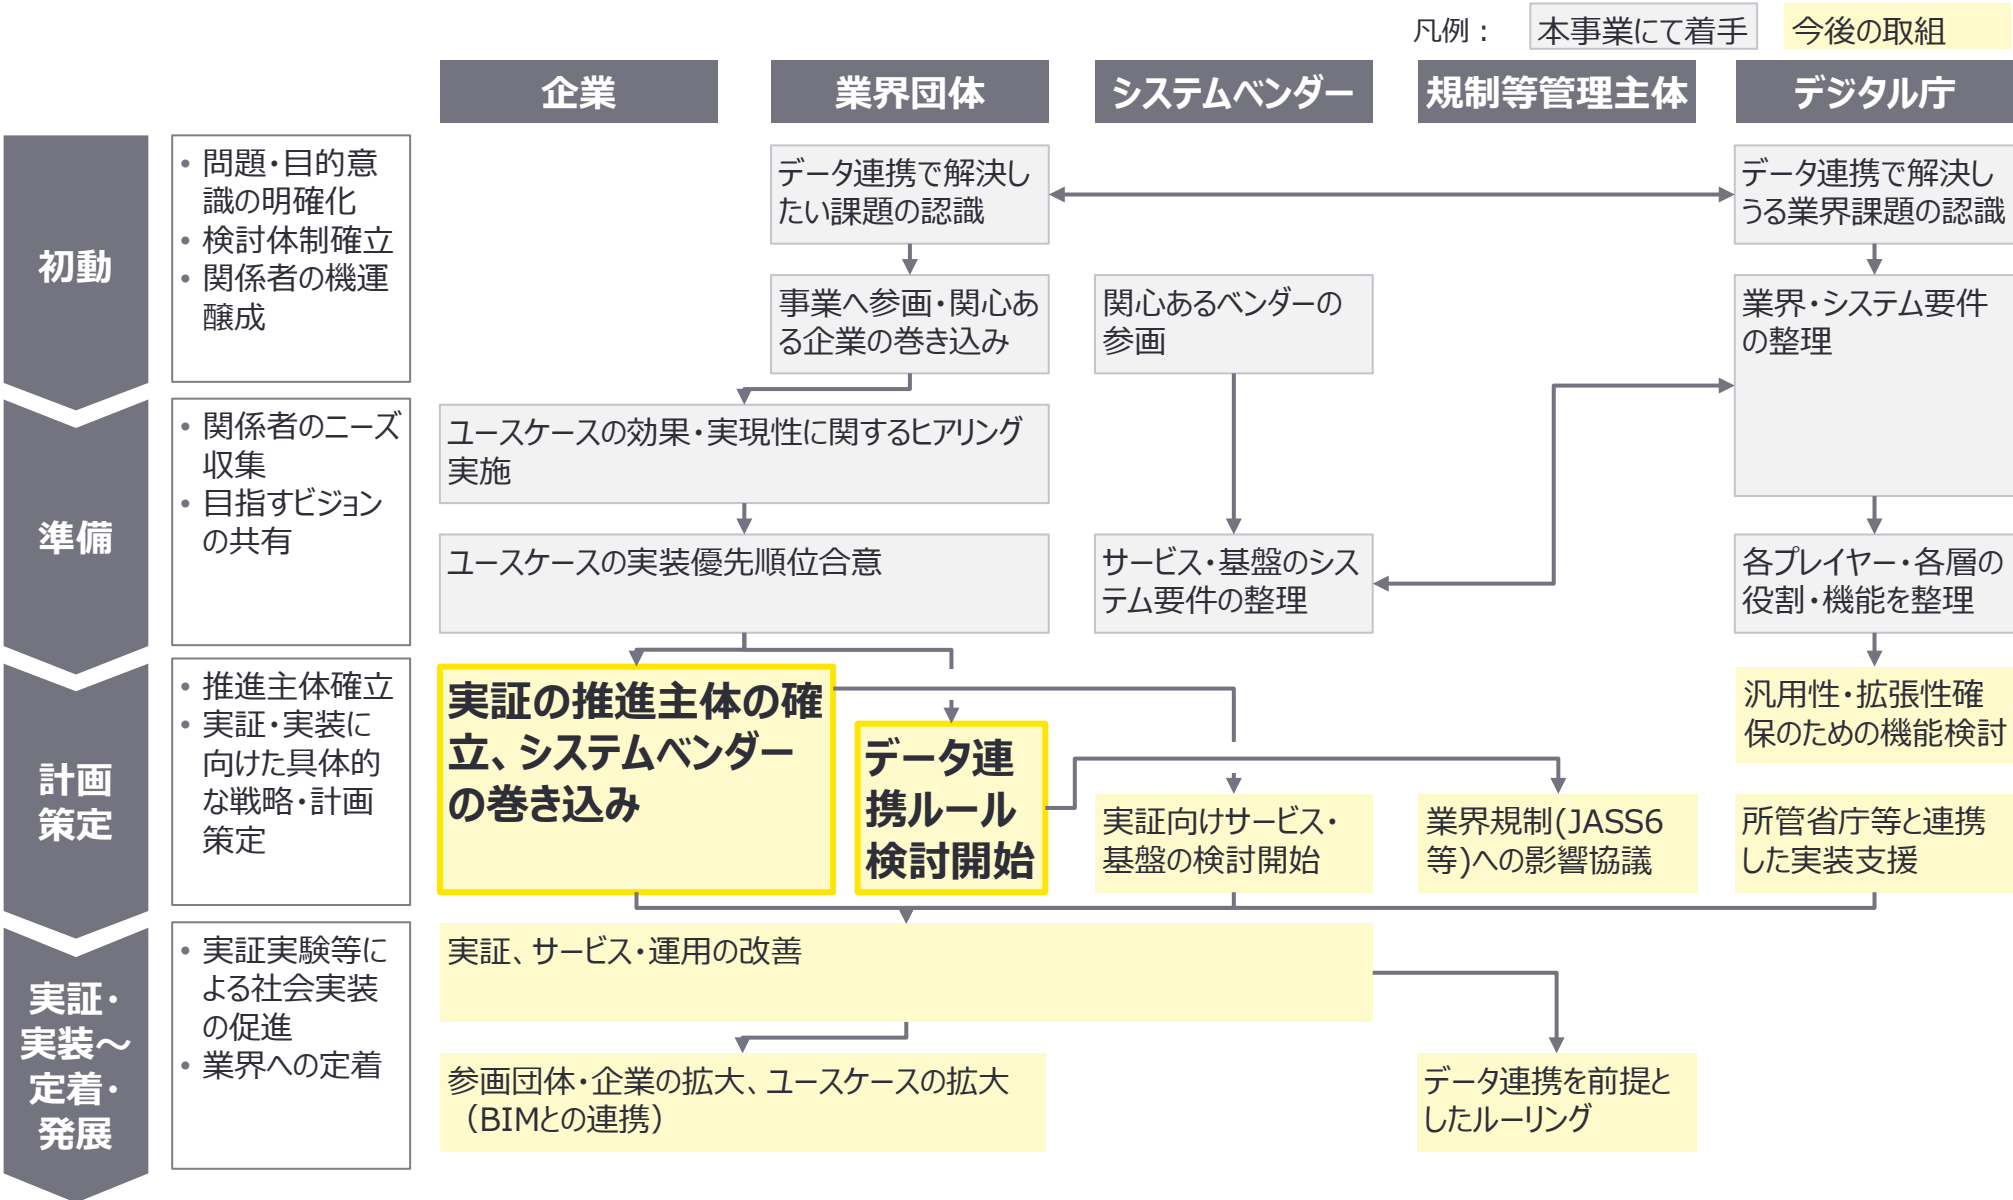 凡例：
本事業にて着手
今後の取組
企業
業界団体
システムベンダー
規制等管理主体
デジタル庁
初動
• 問題・目的意
識の明確化
• 検討体制確立
• 関係者の機運
醸成
データ連携で解決し
たい課題の認識
データ連携で解決し
うる業界課題の認識
事業へ参画・関心あ
る企業の巻き込み
関心あるベンダーの
参画
業界・システム要件
の整理
準備
• 関係者のニーズ
収集
• 目指すビジョン
の共有
ユースケースの効果・実現性に関するヒアリング
実施
ユースケースの実装優先順位合意
サービス・基盤のシス
テム要件の整理
各プレイヤー・各層の
役割・機能を整理
計画
策定
• 推進主体確立
• 実証・実装に
向けた具体的
な戦略・計画
策定
実証の推進主体の確
立、システムベンダー
の巻き込み
データ連
携ルール
検討開始
実証向けサービス・
基盤の検討開始
業界規制(JASS6
等)への影響協議
汎用性・拡張性確
保のための機能検討
所管省庁等と連携
した実装支援
実証・
実装～
定着・
発展
• 実証実験等に
よる社会実装
の促進
• 業界への定着
実証、サービス・運用の改善
参画団体・企業の拡大、ユースケースの拡大
（BIMとの連携）
データ連携を前提と
したルーリング